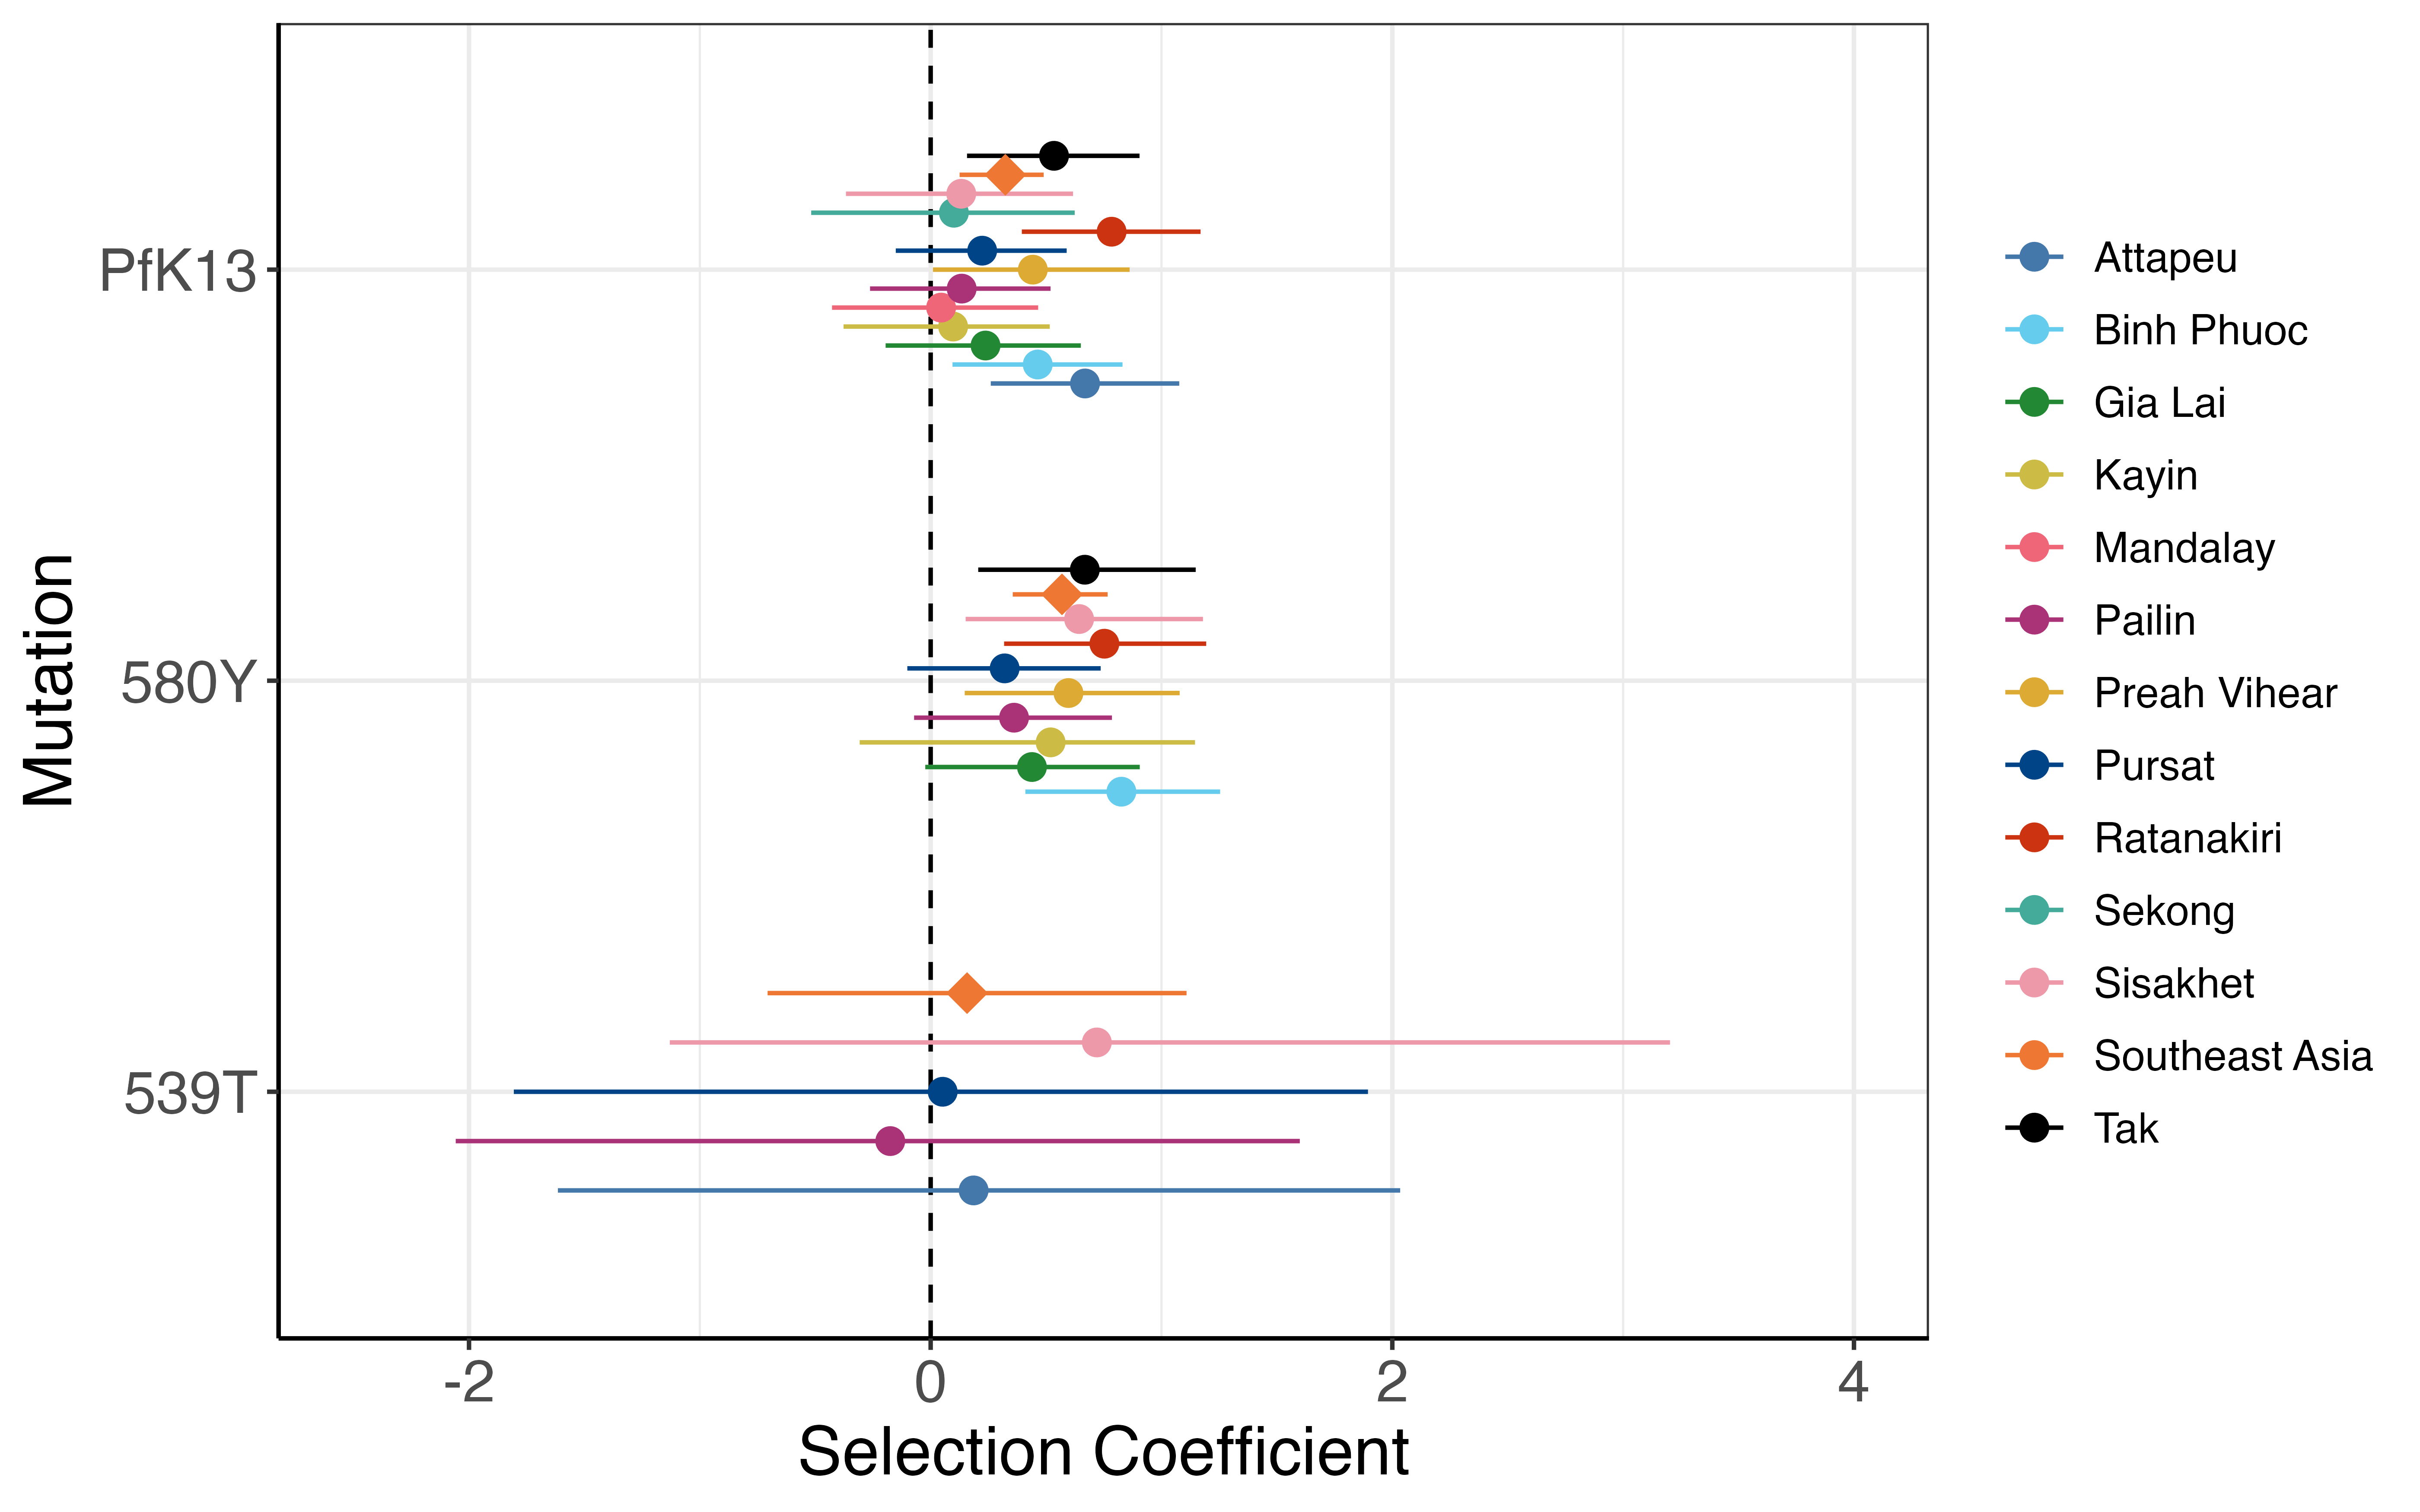 Mutation
PfK13
580Y
539T
-2
0
2
4
Selection Coefficient
Attapeu
Binh Phuoc
Gia Lai
Kayin
Mandalay
Pailin
Preah Vihear
Pursat
Ratanakiri
Sekong
Sisakhet
Southeast Asia
Tak